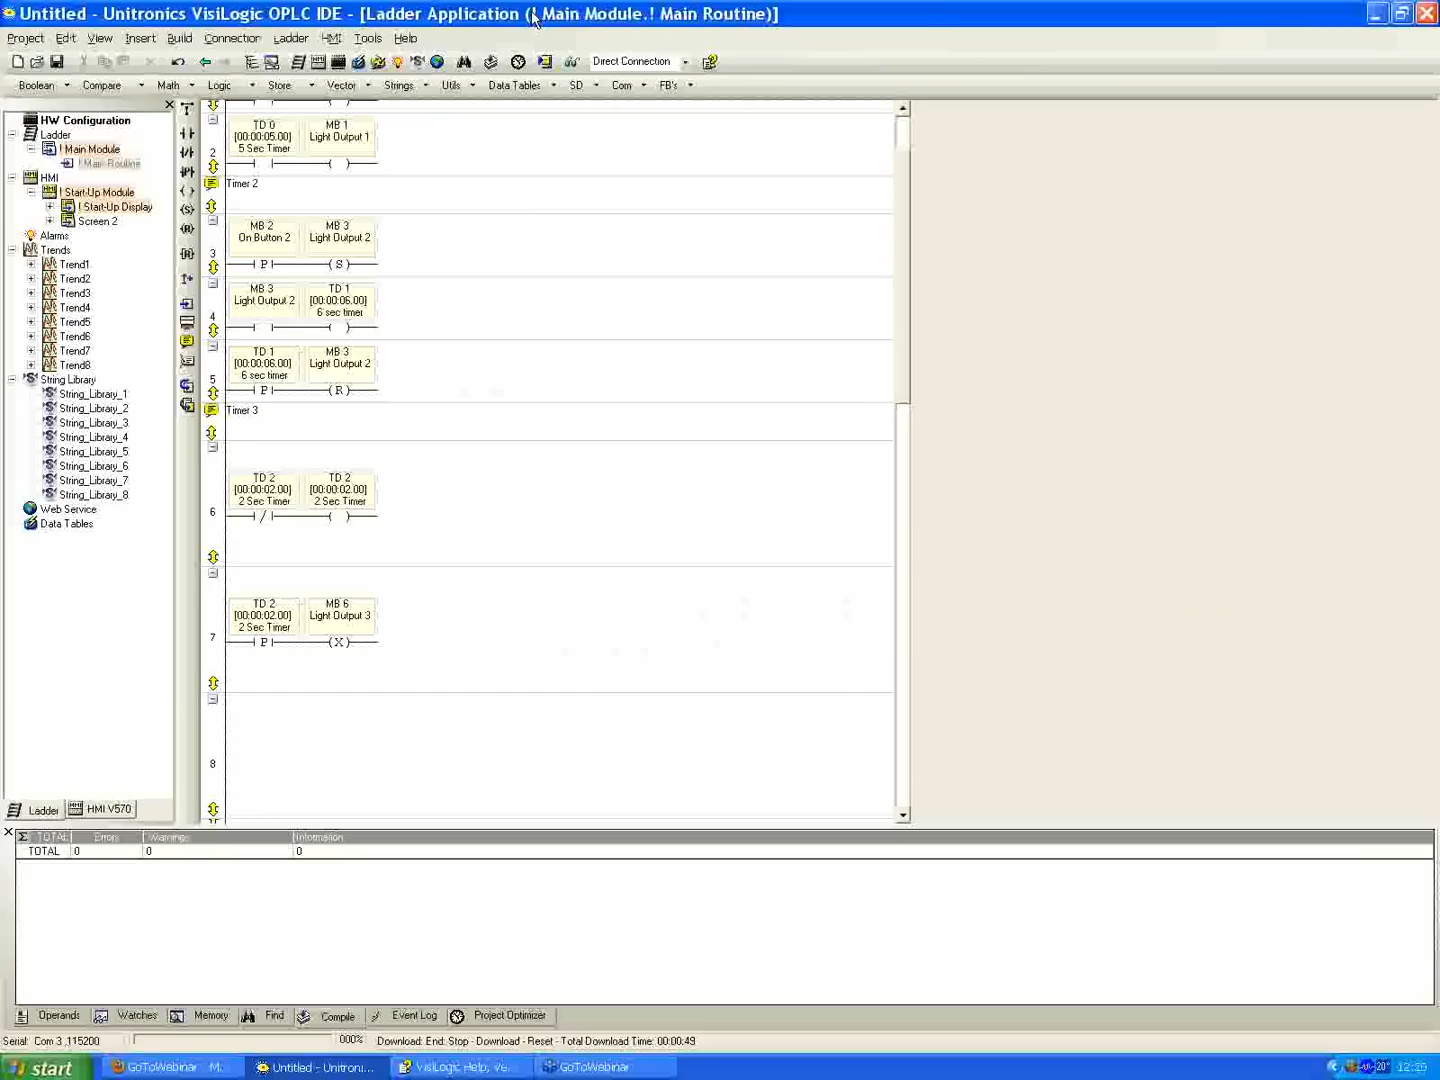 Untitled - Unitronics VisiLogic OPLC IDE - [Ladder Application (! Main Module.! Main Routine)]
Project Edit View Insert Build Connection Ladder HMI Tools Help
Direct Connection
Boolean Compare Math Logic Store Vector Strings Utils Data Tables SD Com FB's
HW Configuration
Ladder
! Main Module
! Main Routine
HMI
! Start-Up Module
! Start-Up Display
Screen 2
Alarms
Trends
Trend1
Trend2
Trend3
Trend4
Trend5
Trend6
Trend7
Trend8
String Library
String_Library_1
String_Library_2
String_Library_3
String_Library_4
String_Library_5
String_Library_6
String_Library_7
String_Library_8
Web Service
Data Tables
Ladder HMI V570
TD 0 MB 1
[00:00:05.00] Light Output 1
5 Sec Timer
2
Timer 2
MB 2 MB 3
On Button 2 Light Output 2
3
P S
MB 3 TD 1
Light Output 2 [00:00:06.00]
6 sec timer
4
TD 1 MB 3
[00:00:06.00] Light Output 2
6 sec timer
5
P R
Timer 3
TD 2 TD 2
[00:00:02.00] [00:00:02.00]
2 Sec Timer 2 Sec Timer
6
TD 2 MB 6
[00:00:02.00] Light Output 3
2 Sec Timer
7
P X
8
TOTAL Errors Warnings Information
TOTAL 0 0 0
Operands Watches Memory Find Compile Event Log Project Optimizer
Serial: Com 3 ,115200 000% Download: End: Stop - Download - Reset - Total Download Time: 00:00:49
start GoToWebinar - M... Untitled - Unitroni... VisiLogic Help, Ve... GoToWebinar 20° 12:20